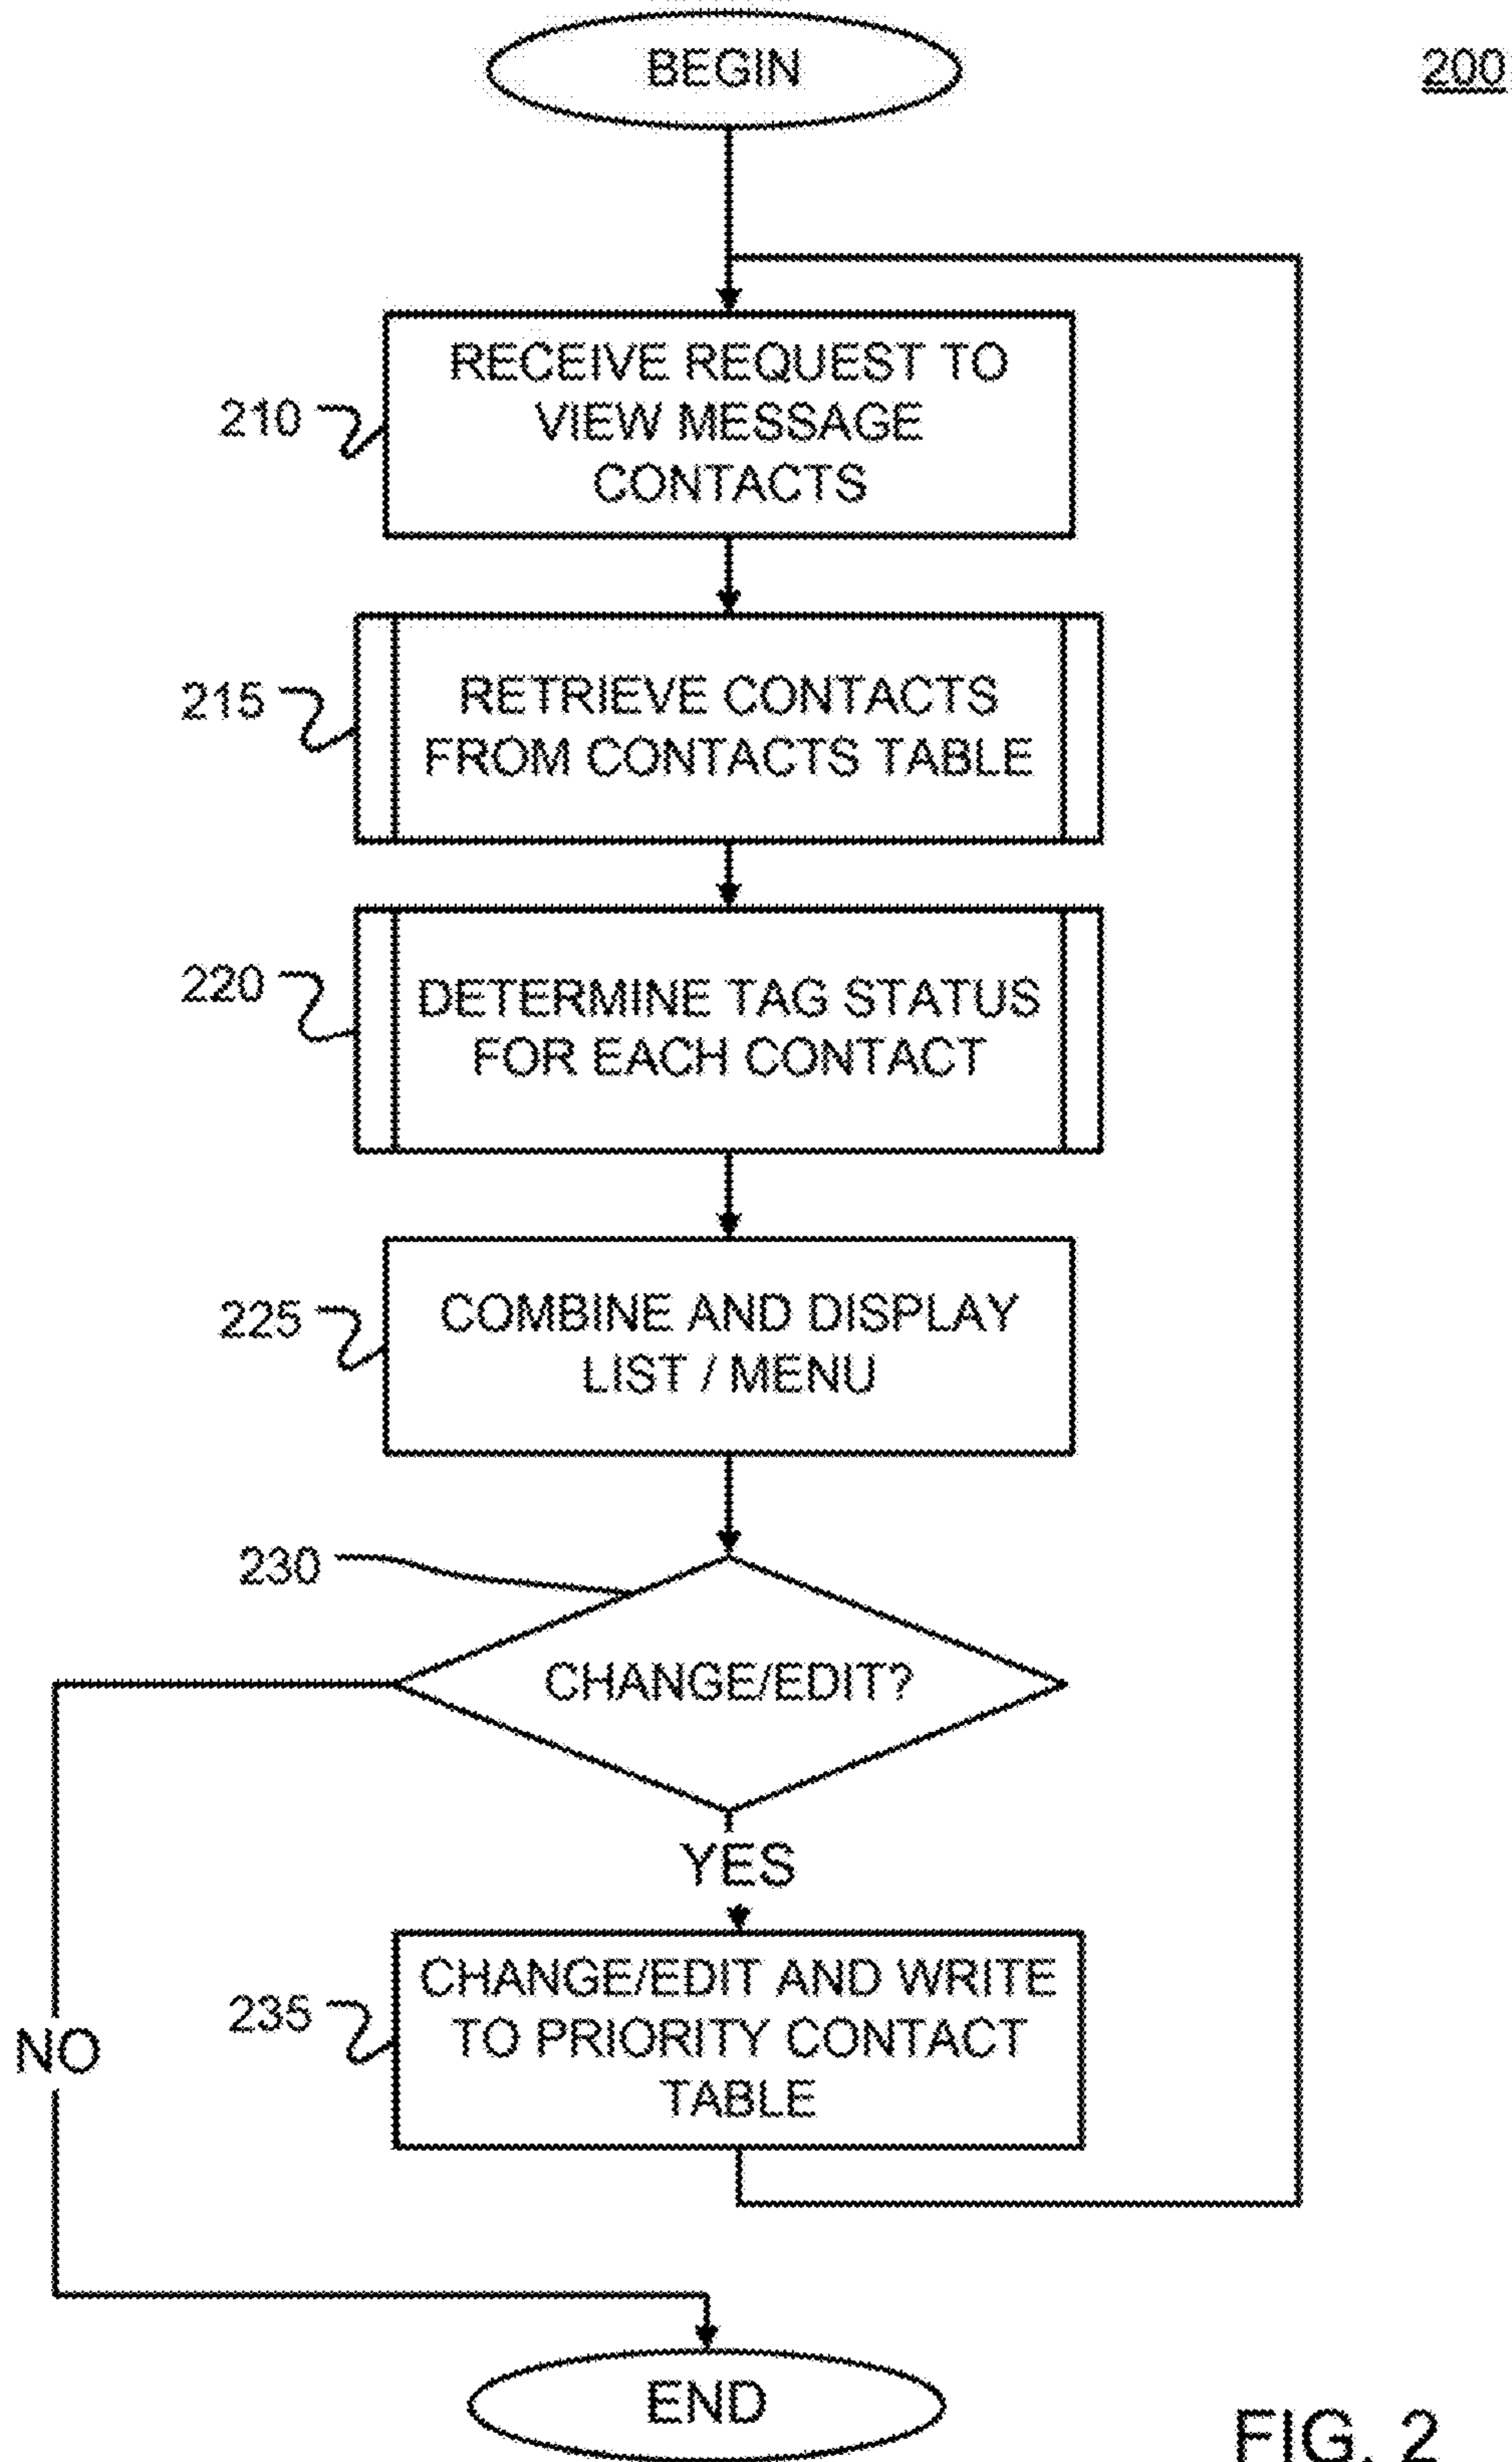 BEGIN
200
RECEIVE REQUEST TO
VIEW MESSAGE
CONTACTS
210
RETRIEVE CONTACTS
FROM CONTACTS TABLE
215
DETERMINE TAG STATUS
FOR EACH CONTACT
220
COMBINE AND DISPLAY
LIST / MENU
225
230
CHANGE/EDIT?
YES
CHANGE/EDIT AND WRITE
TO PRIORITY CONTACT
TABLE
235
NO
END
FIG. 2